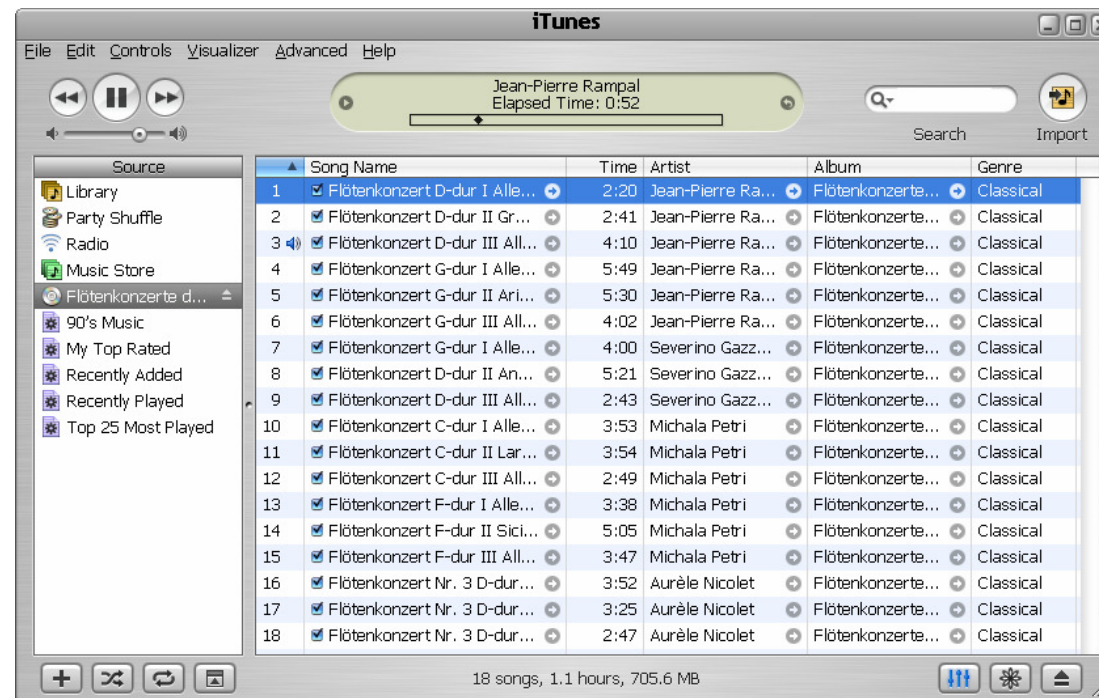 iTunes
File Edit Controls Visualizer Advanced Help
Jean-Pierre Rampal
Elapsed Time: 0:52
Search
Import
Source
Library
Party Shuffle
Radio
Music Store
Flötenkonzerte d...
90's Music
My Top Rated
Recently Added
Recently Played
Top 25 Most Played
Song Name Time Artist Album Genre
1 Flötenkonzert D-dur I Alle... 2:20 Jean-Pierre Ra... Flötenkonzerte... Classical
2 Flötenkonzert D-dur II Gr... 2:41 Jean-Pierre Ra... Flötenkonzerte... Classical
3 Flötenkonzert D-dur III All... 4:10 Jean-Pierre Ra... Flötenkonzerte... Classical
4 Flötenkonzert G-dur I Alle... 5:49 Jean-Pierre Ra... Flötenkonzerte... Classical
5 Flötenkonzert G-dur II Ari... 5:30 Jean-Pierre Ra... Flötenkonzerte... Classical
6 Flötenkonzert G-dur III All... 4:02 Jean-Pierre Ra... Flötenkonzerte... Classical
7 Flötenkonzert G-dur I Alle... 4:00 Severino Gazz... Flötenkonzerte... Classical
8 Flötenkonzert D-dur II An... 5:21 Severino Gazz... Flötenkonzerte... Classical
9 Flötenkonzert D-dur III All... 2:43 Severino Gazz... Flötenkonzerte... Classical
10 Flötenkonzert C-dur I Alle... 3:53 Michala Petri Flötenkonzerte... Classical
11 Flötenkonzert C-dur II Lar... 3:54 Michala Petri Flötenkonzerte... Classical
12 Flötenkonzert C-dur III All... 2:49 Michala Petri Flötenkonzerte... Classical
13 Flötenkonzert F-dur I Alle... 3:38 Michala Petri Flötenkonzerte... Classical
14 Flötenkonzert F-dur II Sici... 5:05 Michala Petri Flötenkonzerte... Classical
15 Flötenkonzert F-dur III All... 3:47 Michala Petri Flötenkonzerte... Classical
16 Flötenkonzert Nr. 3 D-dur... 3:52 Aurèle Nicolet Flötenkonzerte... Classical
17 Flötenkonzert Nr. 3 D-dur... 3:25 Aurèle Nicolet Flötenkonzerte... Classical
18 Flötenkonzert Nr. 3 D-dur... 2:47 Aurèle Nicolet Flötenkonzerte... Classical
18 songs, 1.1 hours, 705.6 MB